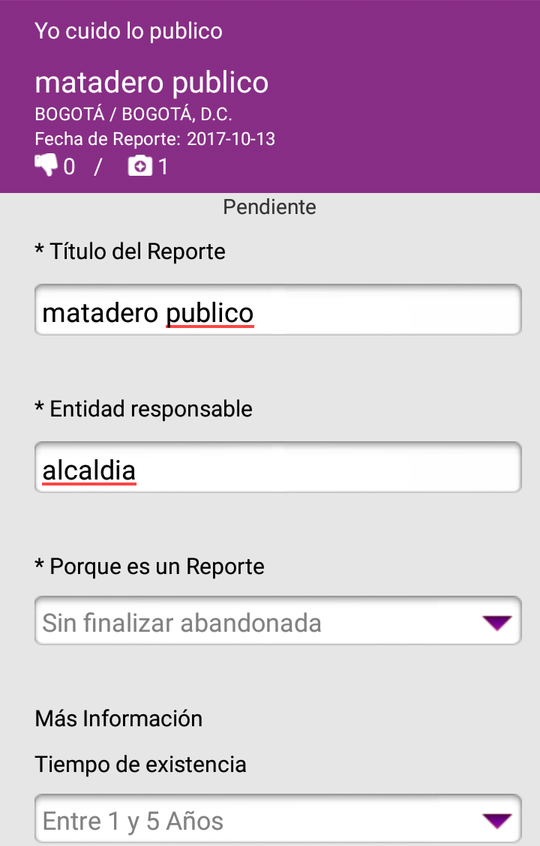 Yo cuido lo publico
matadero publico
BOGOTÁ / BOGOTÁ, D.C.
Fecha de Reporte: 2017-10-13
0 / 1
Pendiente
* Título del Reporte
matadero publico
* Entidad responsable
alcaldia
* Porque es un Reporte
Sin finalizar abandonada
Más Información
Tiempo de existencia
Entre 1 y 5 Años